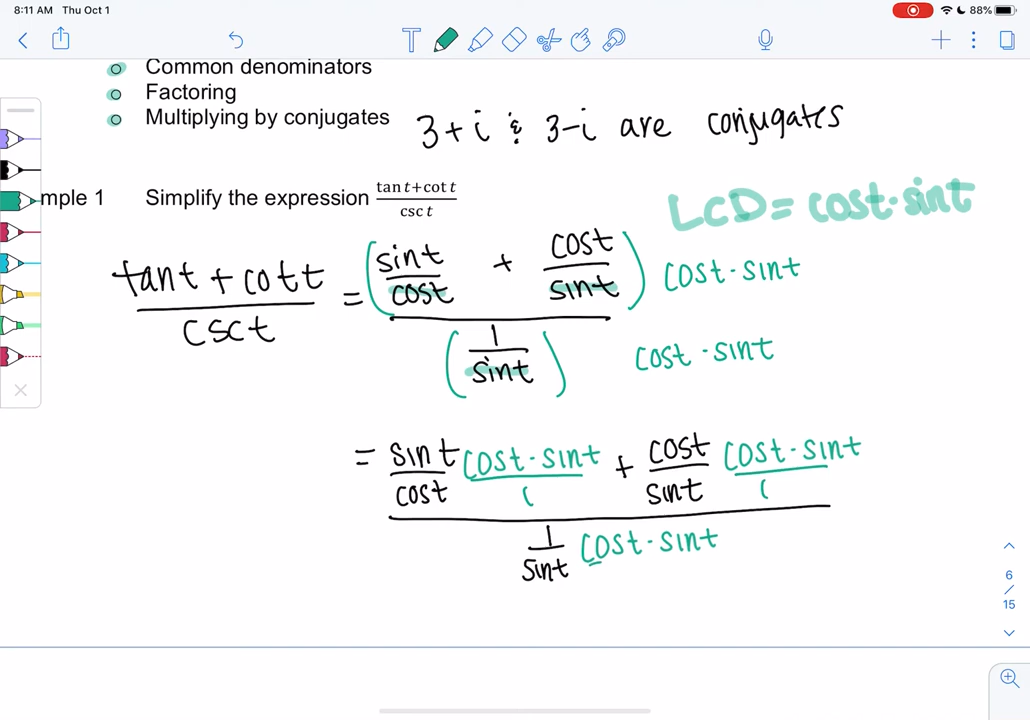 8:11 AM Thu Oct 1
88%
T
Common denominators
Factoring
Multiplying by conjugates
3+i & 3-i are conjugates
mple 1 Simplify the expression (tan t+cot t)/(csc t)
LCD = cost·sint
(tant + cott)/(csct) = (sint/cost + cost/sint) cost·sint
(1/sint) cost·sint
= sint/cost (cost·sint)/1 + cost/sint (cost·sint)/1
1/sint cost·sint
6
/
15